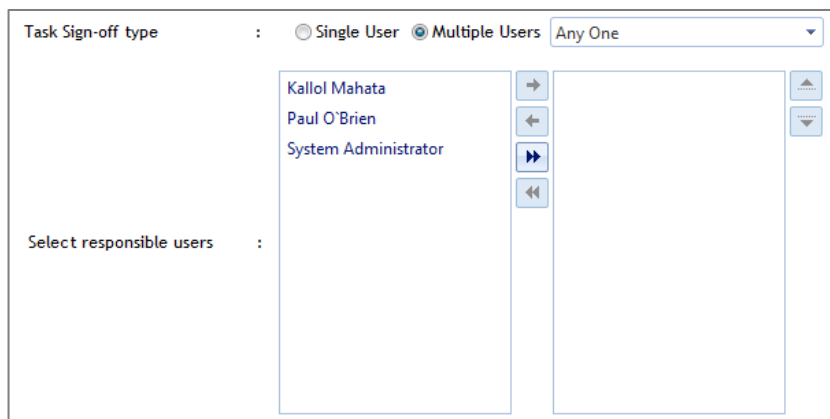 Task Sign-off type : Single User Multiple Users Any One
Kallol Mahata
Paul O`Brien
System Administrator
Select responsible users :